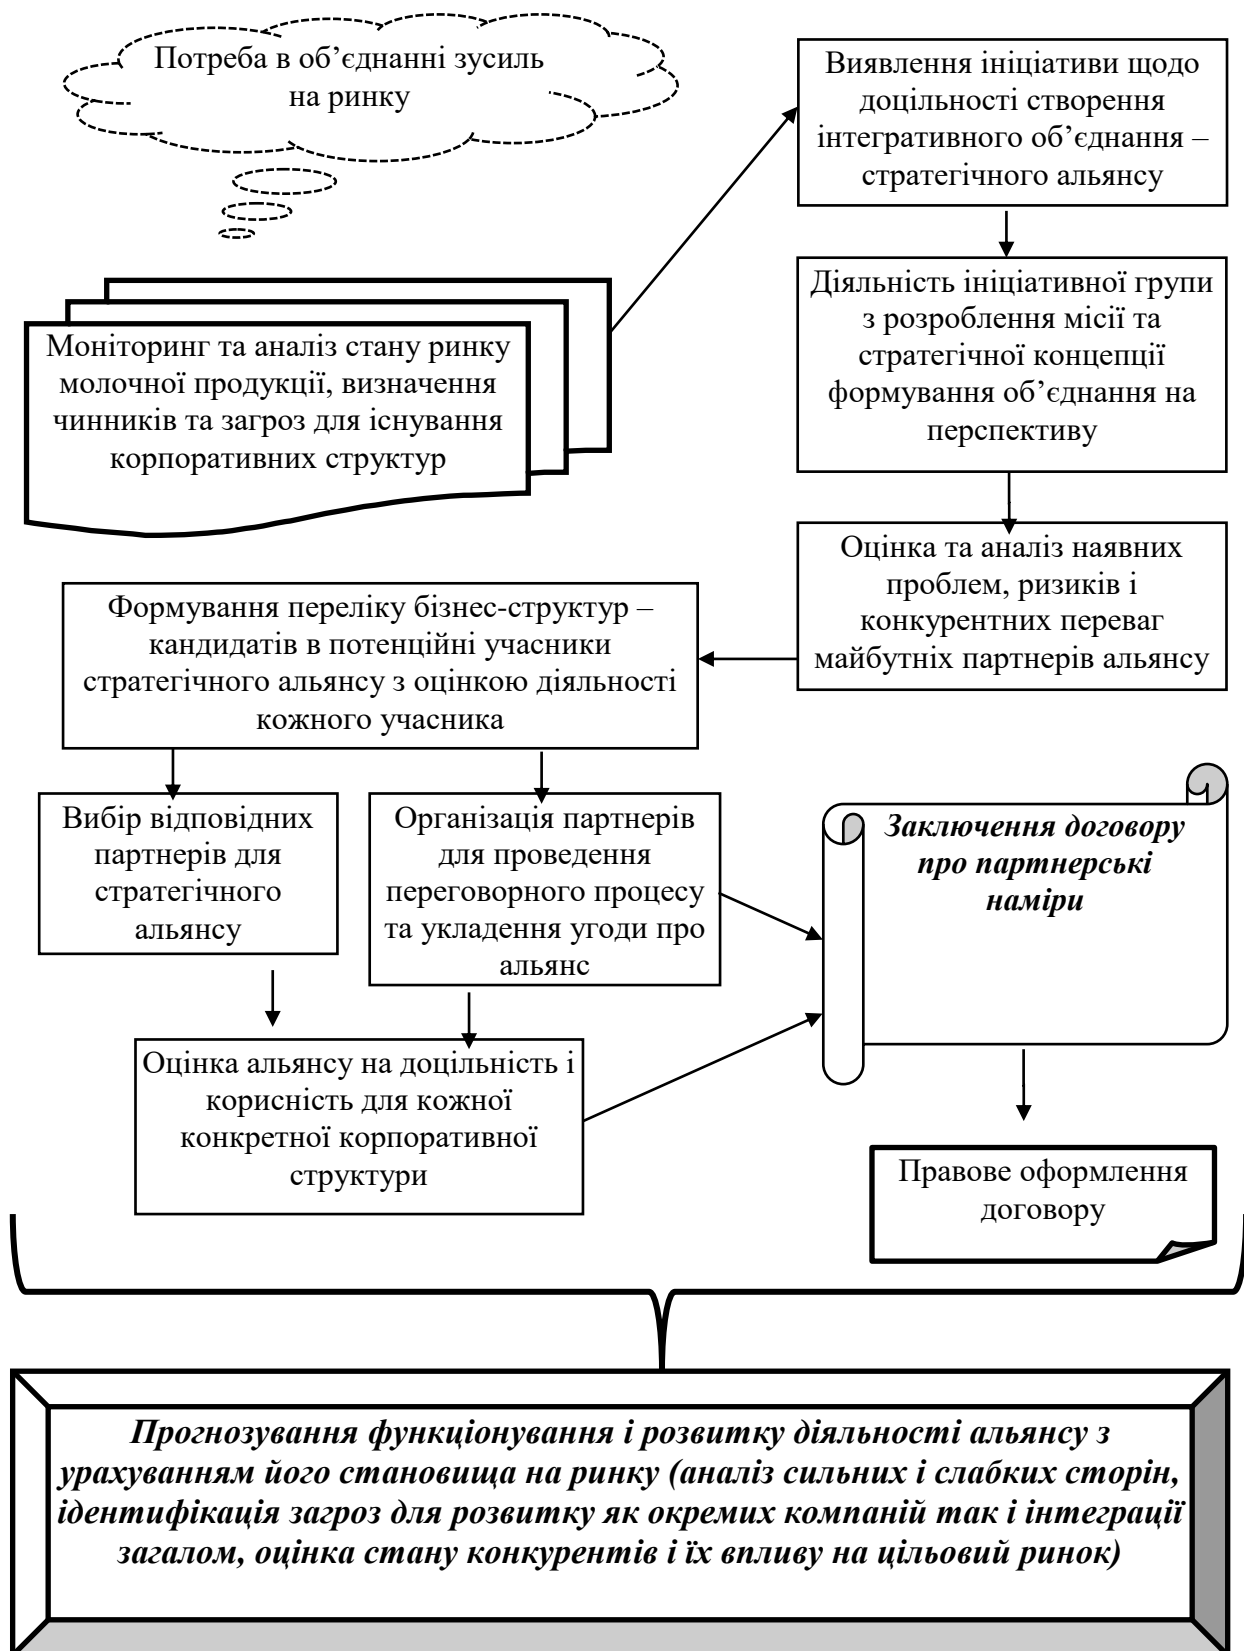 Потреба в об’єднанні зусиль
на ринку
Виявлення ініціативи щодо
доцільності створення
інтегративного об’єднання –
стратегічного альянсу
Моніторинг та аналіз стану ринку
молочної продукції, визначення
чинників та загроз для існування
корпоративних структур
Діяльність ініціативної групи
з розроблення місії та
стратегічної концепції
формування об’єднання на
перспективу
Оцінка та аналіз наявних
проблем, ризиків і
конкурентних переваг
майбутніх партнерів альянсу
Формування переліку бізнес-структур –
кандидатів в потенційні учасники
стратегічного альянсу з оцінкою діяльності
кожного учасника
Вибір відповідних
партнерів для
стратегічного
альянсу
Організація партнерів
для проведення
переговорного процесу
та укладення угоди про
альянс
Заключення договору
про партнерські
наміри
Оцінка альянсу на доцільність і
корисність для кожної
конкретної корпоративної
структури
Правове оформлення
договору
Прогнозування функціонування і розвитку діяльності альянсу з
урахуванням його становища на ринку (аналіз сильних і слабких сторін,
ідентифікація загроз для розвитку як окремих компаній так і інтеграції
загалом, оцінка стану конкурентів і їх впливу на цільовий ринок)